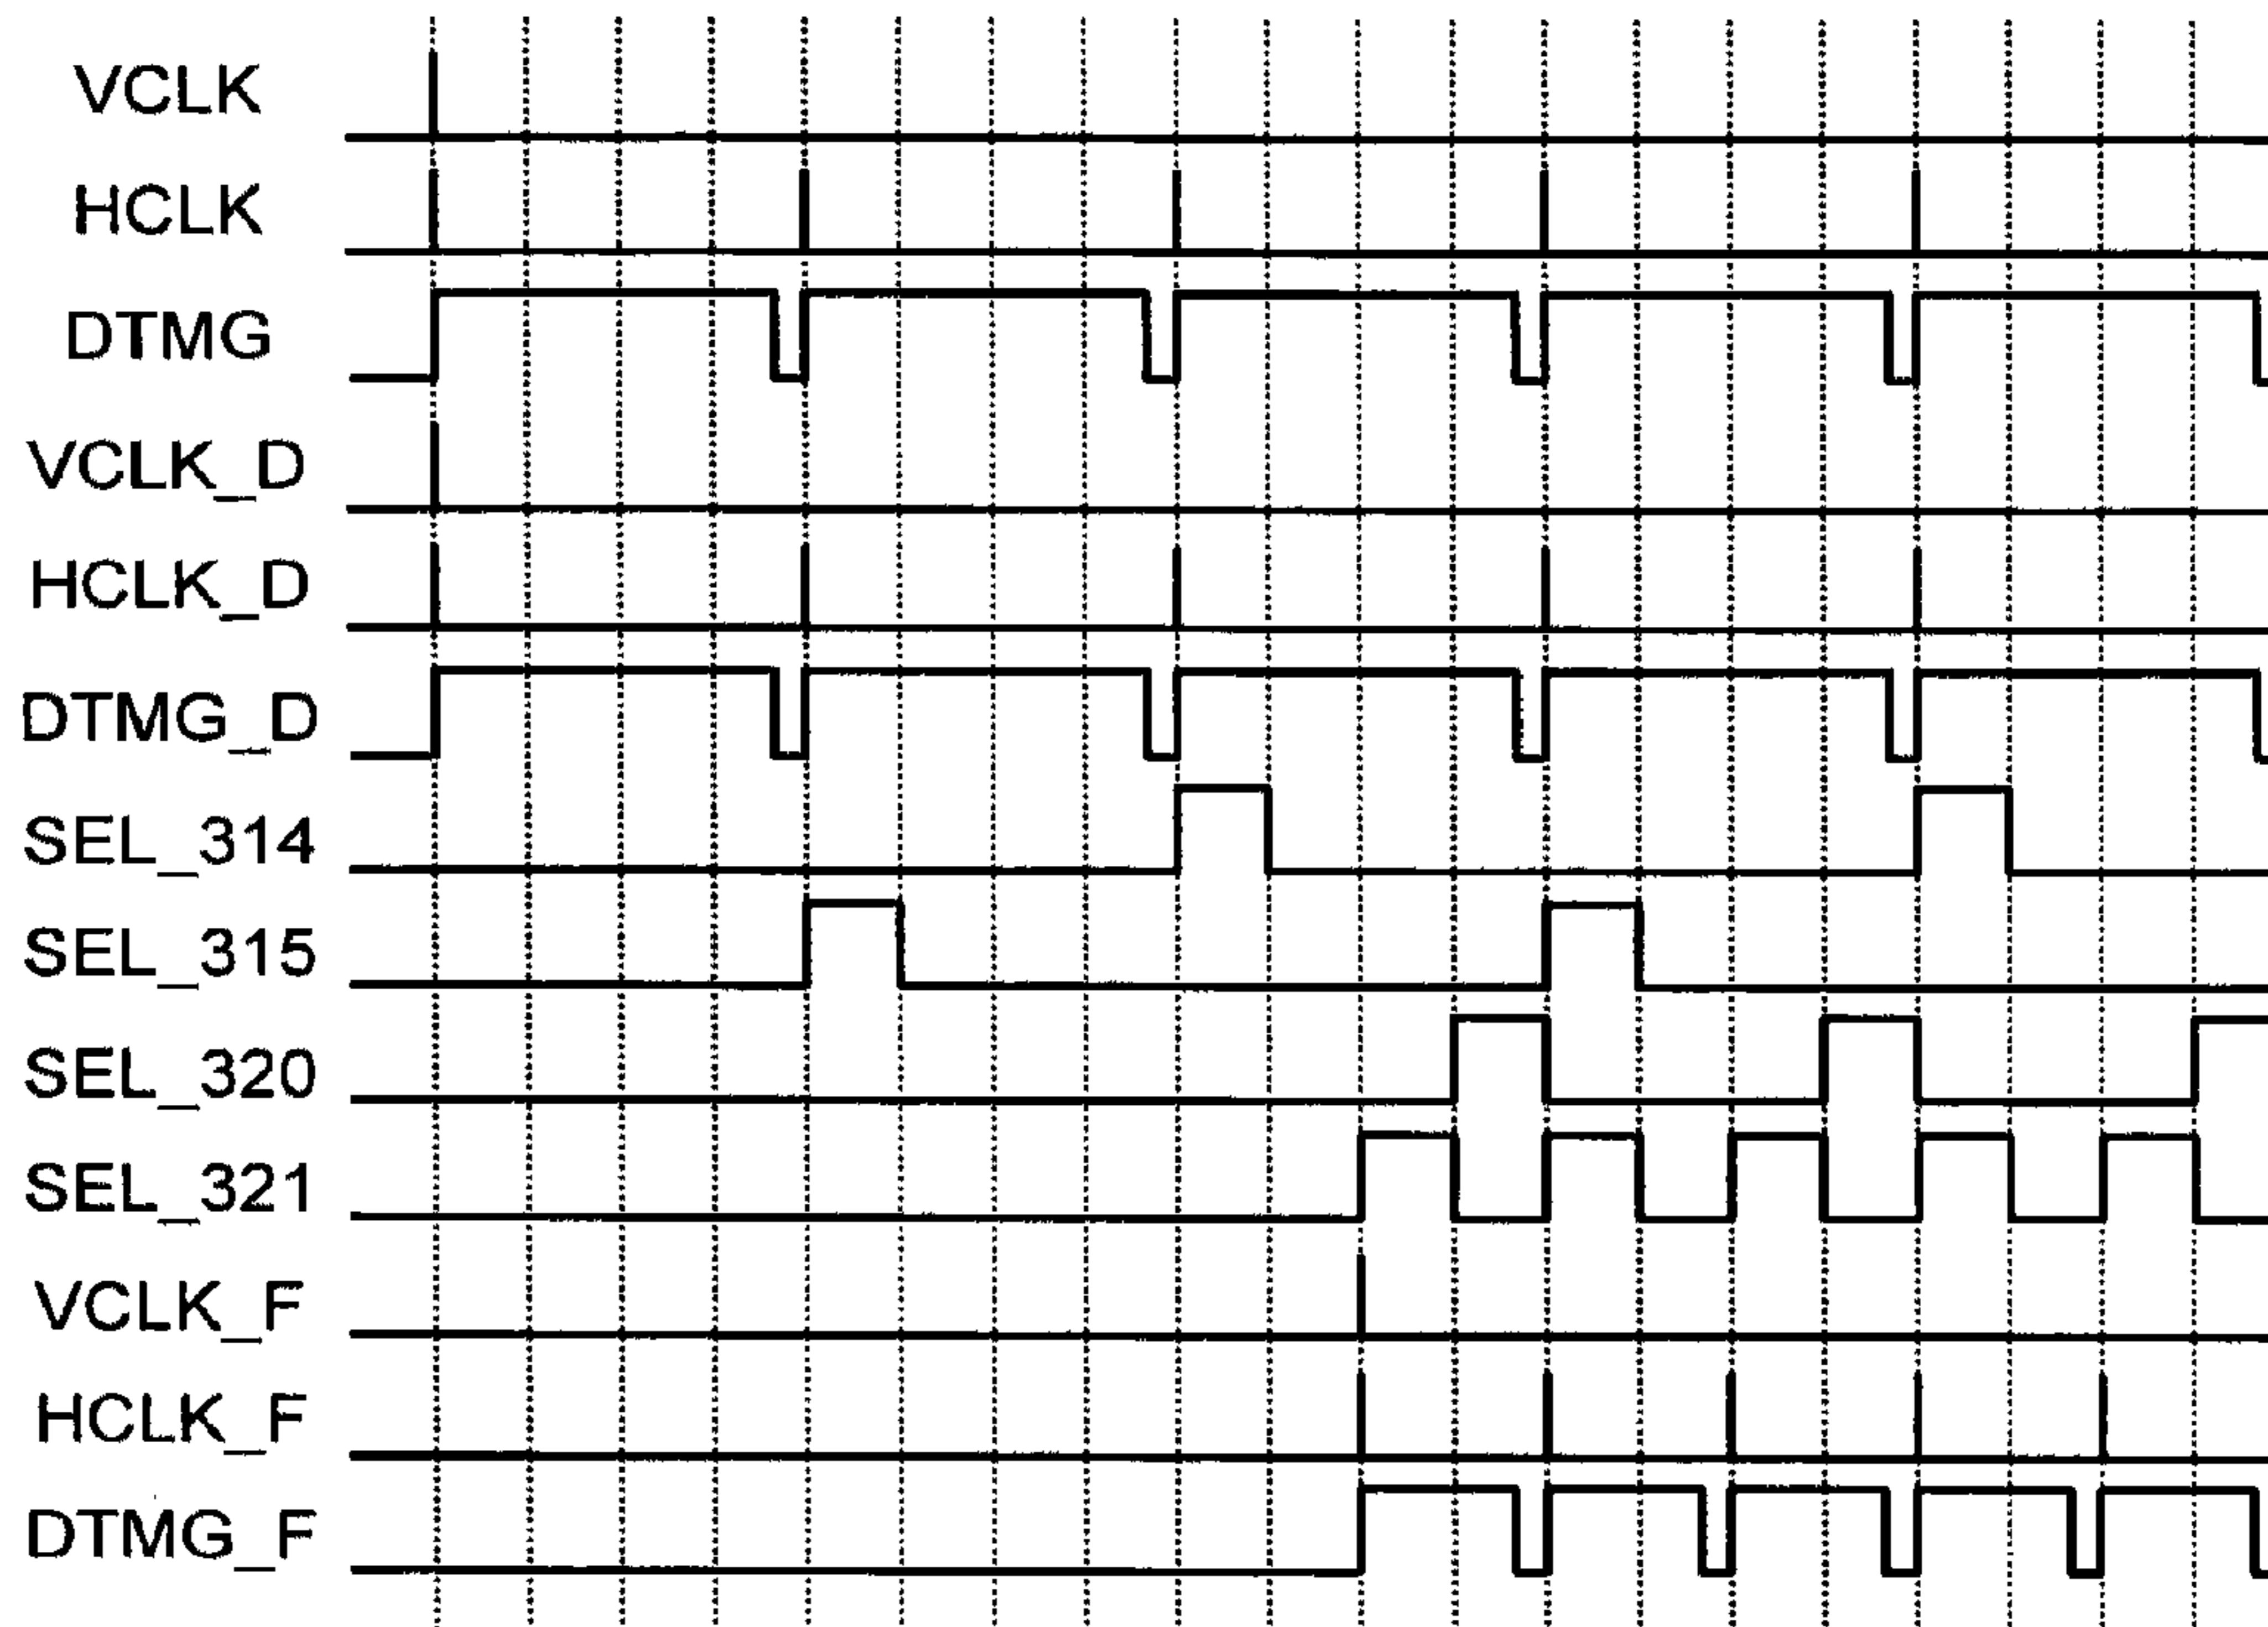 VCLK
HCLK
DTMG
VCLK_D
HCLK_D
DTMG_D
SEL_314
SEL_315
SEL_320
SEL_321
VCLK_F
HCLK_F
DTMG_F